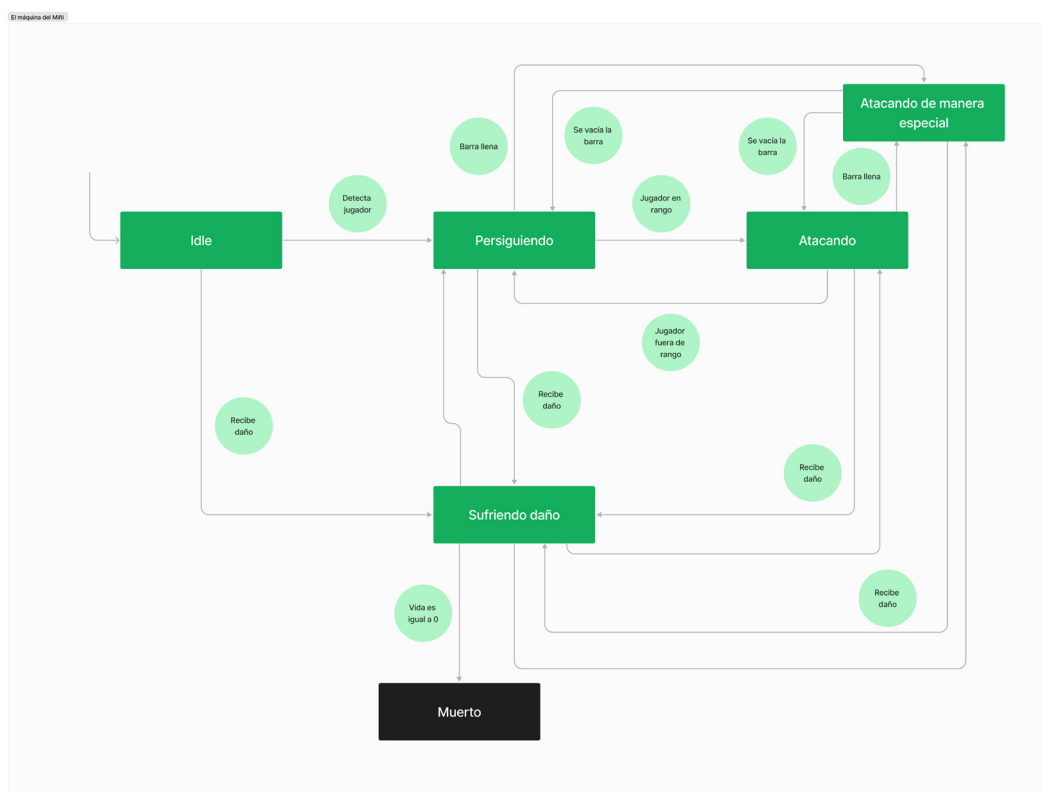 El máquina del Miñi
Atacando de manera
especial
Barra llena
Se vacía la
barra
Se vacía la
barra
Barra llena
Detecta
jugador
Jugador en
rango
Idle
Persiguiendo
Atacando
Jugador
fuera de
rango
Recibe
daño
Recibe
daño
Recibe
daño
Sufriendo daño
Vida es
igual a 0
Recibe
daño
Muerto